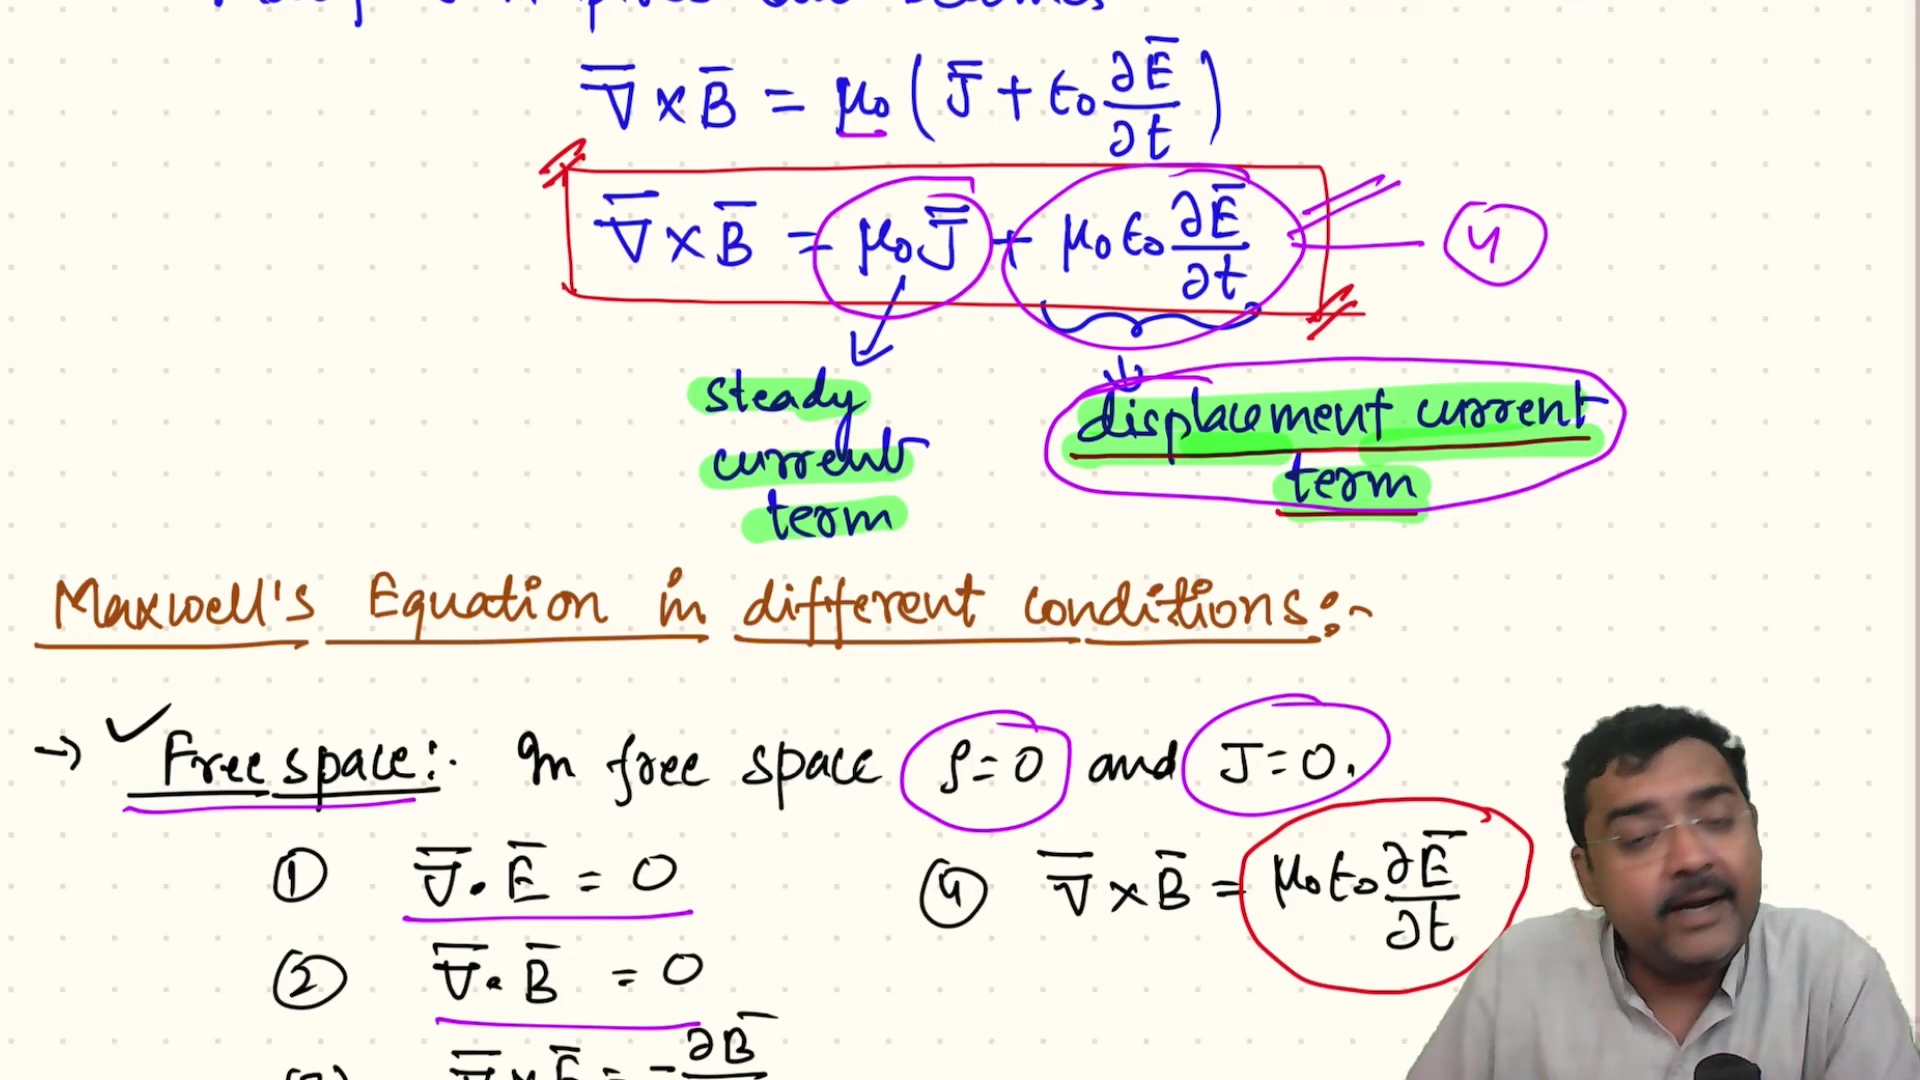 ∇̅ × B̅ = μ₀ ( J̅ + ϵ₀ ∂E̅/∂t )
∇̅ × B̅ = μ₀J̅ + μ₀ϵ₀ ∂E̅/∂t
4
steady current term
displacement current term
Maxwell's Equation in different conditions:-
→ ✓ Free space:- In free space ρ=0 and J=0.
① ∇̅ . E̅ = 0
④ ∇̅ × B̅ = μ₀ϵ₀ ∂E̅/∂t
② ∇̅ . B̅ = 0
∇̅ × E̅ = - ∂B̅